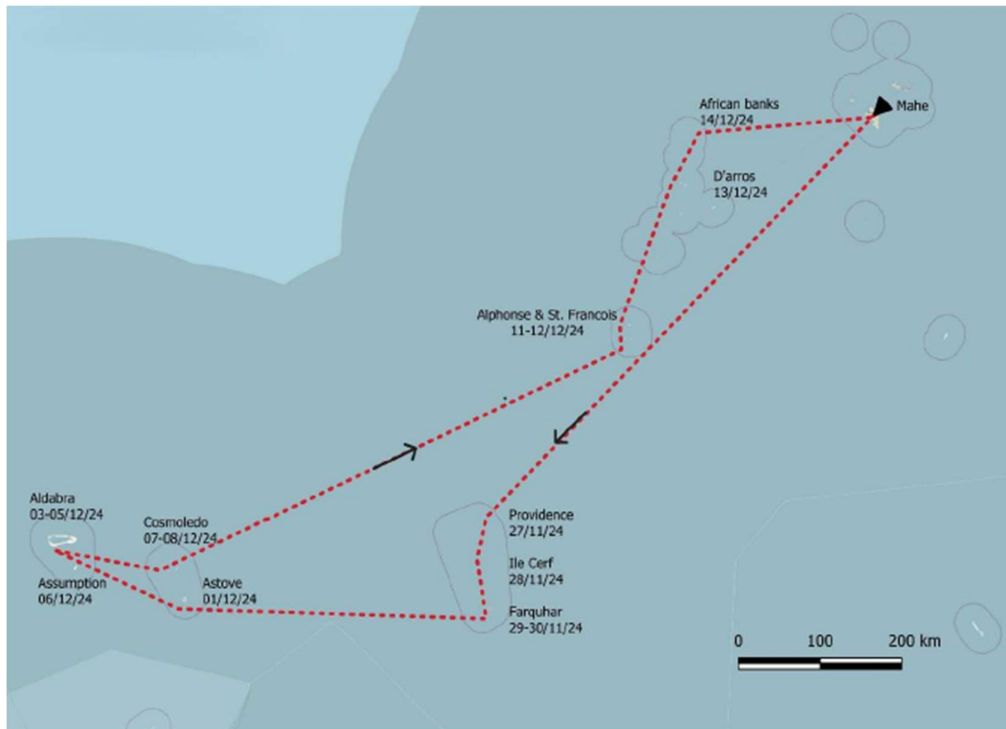 African banks
14/12/24
Mahe
D'arros
13/12/24
Alphonse & St. Francois
11-12/12/24
Aldabra
03-05/12/24
Cosmoledo
07-08/12/24
Providence
27/11/24
Ile Cerf
28/11/24
Assumption
06/12/24
Astove
01/12/24
Farquhar
29-30/11/24
0 100 200 km